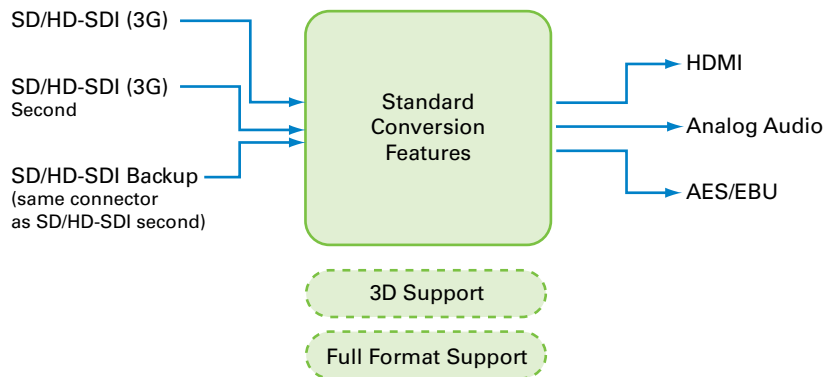 SD/HD-SDI (3G)
SD/HD-SDI (3G)
Second
SD/HD-SDI Backup
(same connector
as SD/HD-SDI second)
Standard
Conversion
Features
HDMI
Analog Audio
AES/EBU
3D Support
Full Format Support